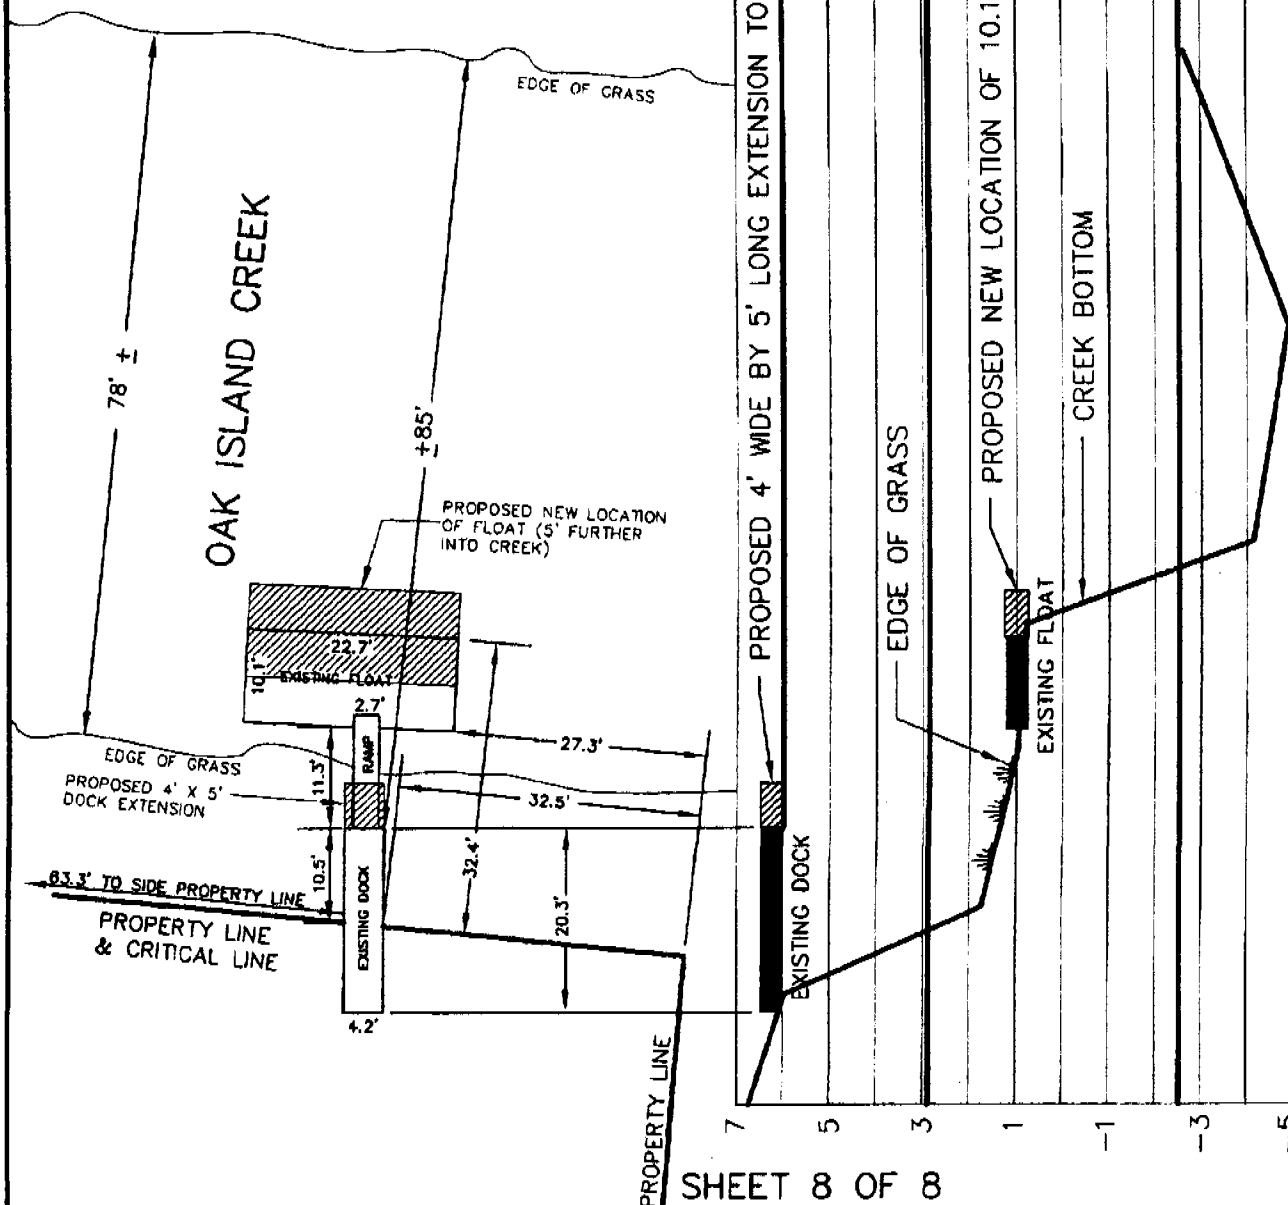 EDGE OF GRASS
78' ±
OAK ISLAND CREEK
±85'
PROPOSED NEW LOCATION
OF FLOAT (5' FURTHER
INTO CREEK)
22.7'
10.1'
EXISTING FLOAT
2.7'
RAMP
27.3'
EDGE OF GRASS
PROPOSED 4' X 5'
DOCK EXTENSION
11.3'
32.5'
10.5'
32.4'
20.3'
63.3' TO SIDE PROPERTY LINE
PROPERTY LINE
& CRITICAL LINE
EXISTING DOCK
4.2'
PROPERTY LINE
PROPOSED 4' WIDE BY 5' LONG EXTENSION TO
EXISTING DOCK
EDGE OF GRASS
PROPOSED NEW LOCATION OF 10.1
EXISTING FLOAT
CREEK BOTTOM
7
5
3
1
-1
-3
-5
SHEET 8 OF 8